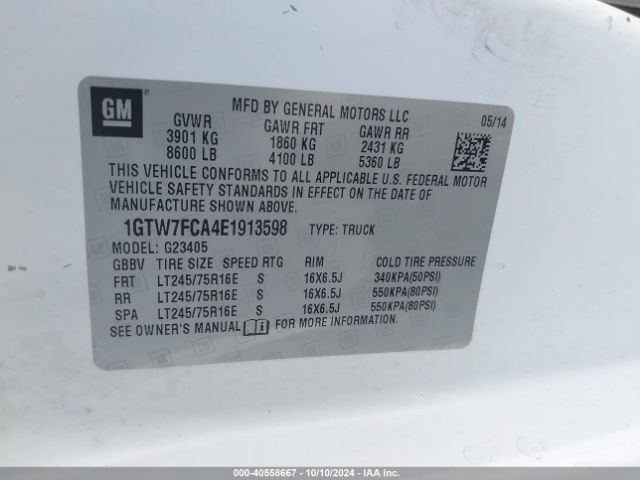 GM ®
MFD BY GENERAL MOTORS LLC
05/14
GVWR GAWR FRT GAWR RR
3901 KG 1860 KG 2431 KG
8600 LB 4100 LB 5360 LB
THIS VEHICLE CONFORMS TO ALL APPLICABLE U.S. FEDERAL MOTOR
VEHICLE SAFETY STANDARDS IN EFFECT ON THE DATE OF
MANUFACTURE SHOWN ABOVE.
1GTW7FCA4E1913598 TYPE: TRUCK
MODEL: G23405
GBBV TIRE SIZE SPEED RTG RIM COLD TIRE PRESSURE
FRT LT245/75R16E S 16X6.5J 340KPA(50PSI)
RR LT245/75R16E S 16X6.5J 550KPA(80PSI)
SPA LT245/75R16E S 16X6.5J 550KPA(80PSI)
SEE OWNER'S MANUAL i FOR MORE INFORMATION.
000-40558667 - 10/10/2024 - IAAI.COM